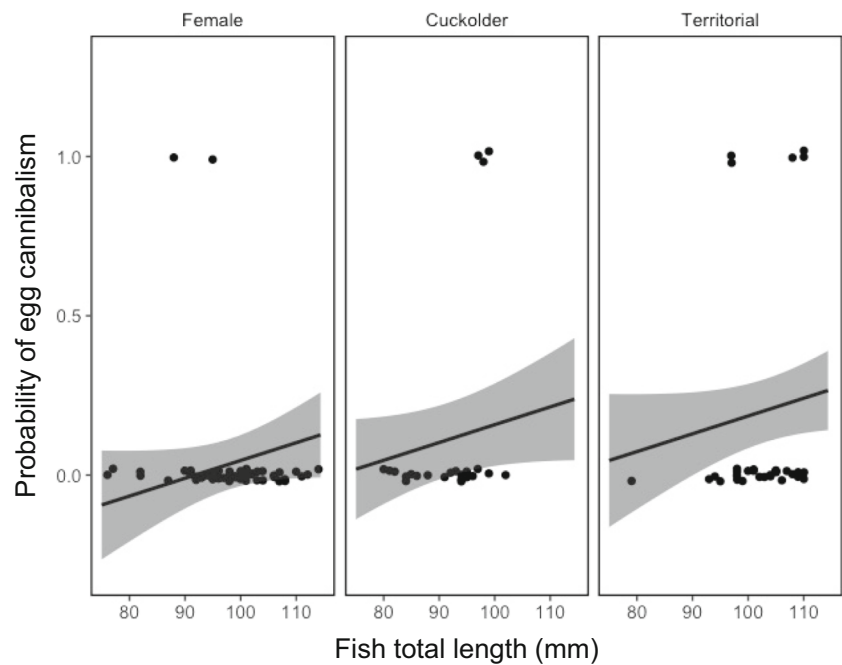 Female Cuckolder Territorial
Probability of egg cannibalism
1.0
0.5
0.0
80 90 100 110 80 90 100 110 80 90 100 110
Fish total length (mm)